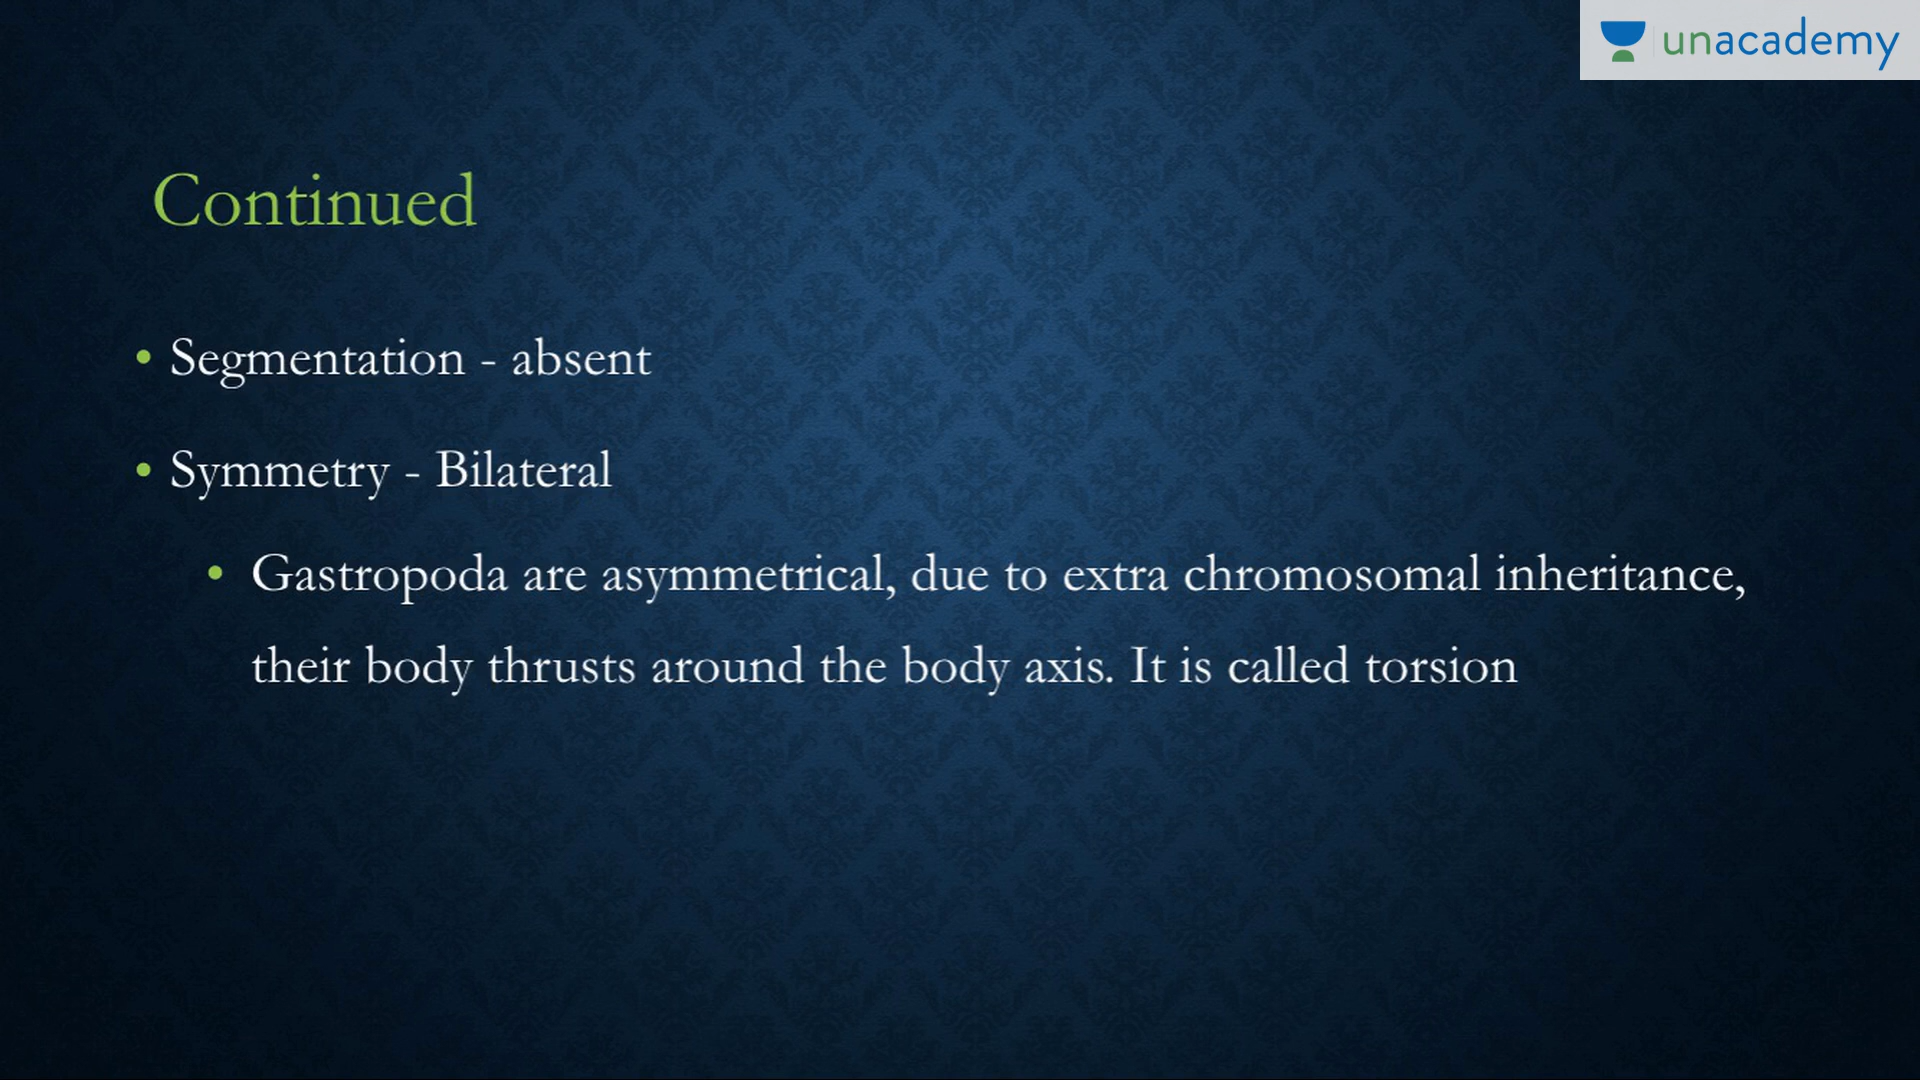 unacademy
Continued
• Segmentation - absent
• Symmetry - Bilateral
• Gastropoda are asymmetrical, due to extra chromosomal inheritance,
their body thrusts around the body axis. It is called torsion